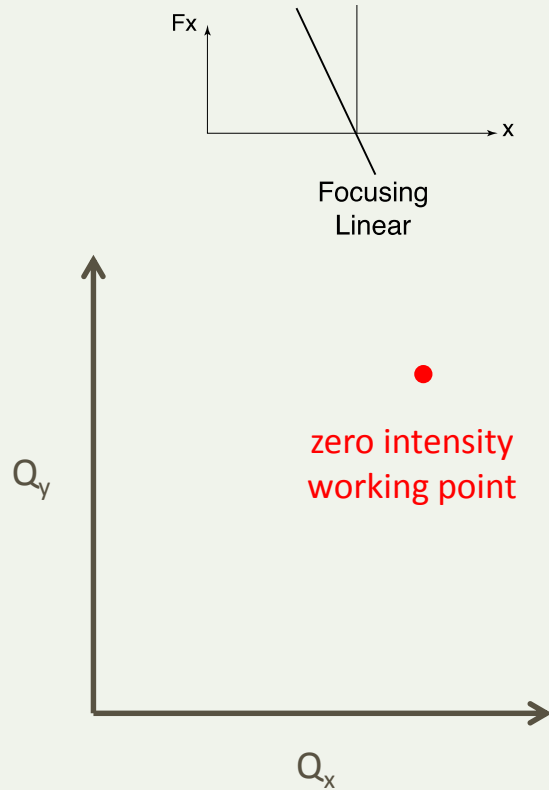 Fx
x
Focusing
Linear
zero intensity
working point
Qy
Qx